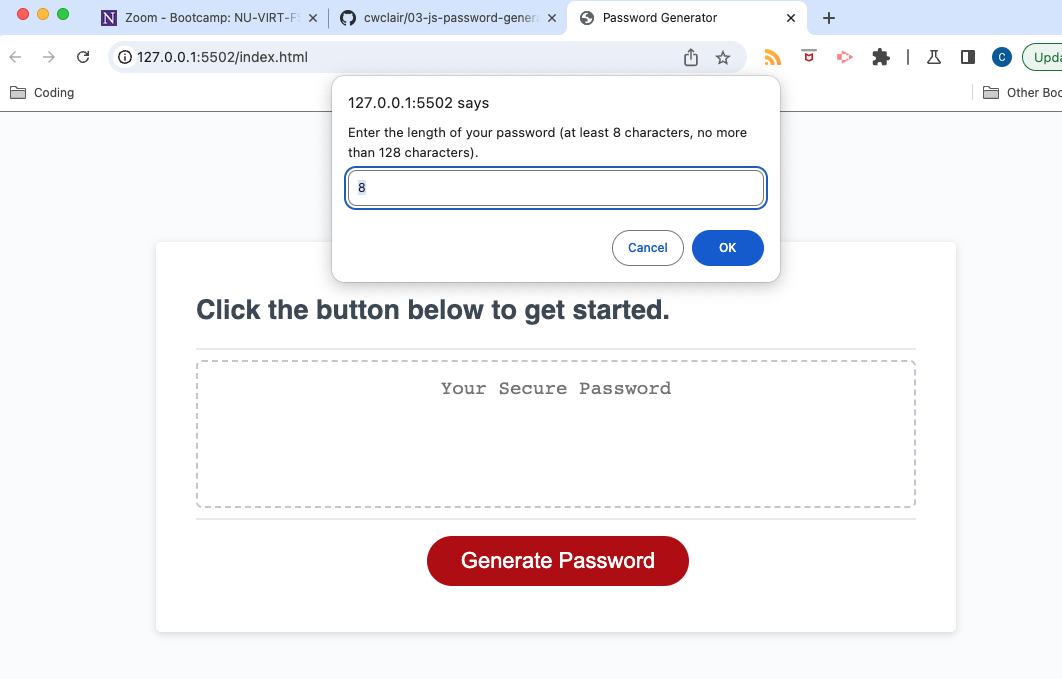 N Zoom - Bootcamp: NU-VIRT-FS
cwclair/03-js-password-gener
Password Generator
127.0.0.1:5502/index.html
C
Upda
Coding
Other Boo
127.0.0.1:5502 says
Enter the length of your password (at least 8 characters, no more
than 128 characters).
8
Cancel
OK
Click the button below to get started.
Your Secure Password
Generate Password